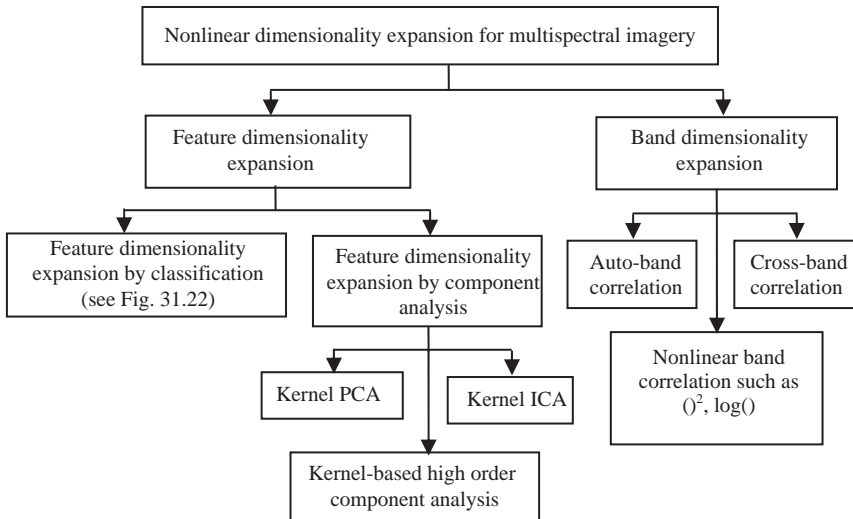 Nonlinear dimensionality expansion for multispectral imagery
Feature dimensionality
expansion
Band dimensionality
expansion
Feature dimensionality
expansion by classification
(see Fig. 31.22)
Feature dimensionality
expansion by component
analysis
Auto-band
correlation
Cross-band
correlation
Kernel PCA
Kernel ICA
Nonlinear band
correlation such as
()², log()
Kernel-based high order
component analysis